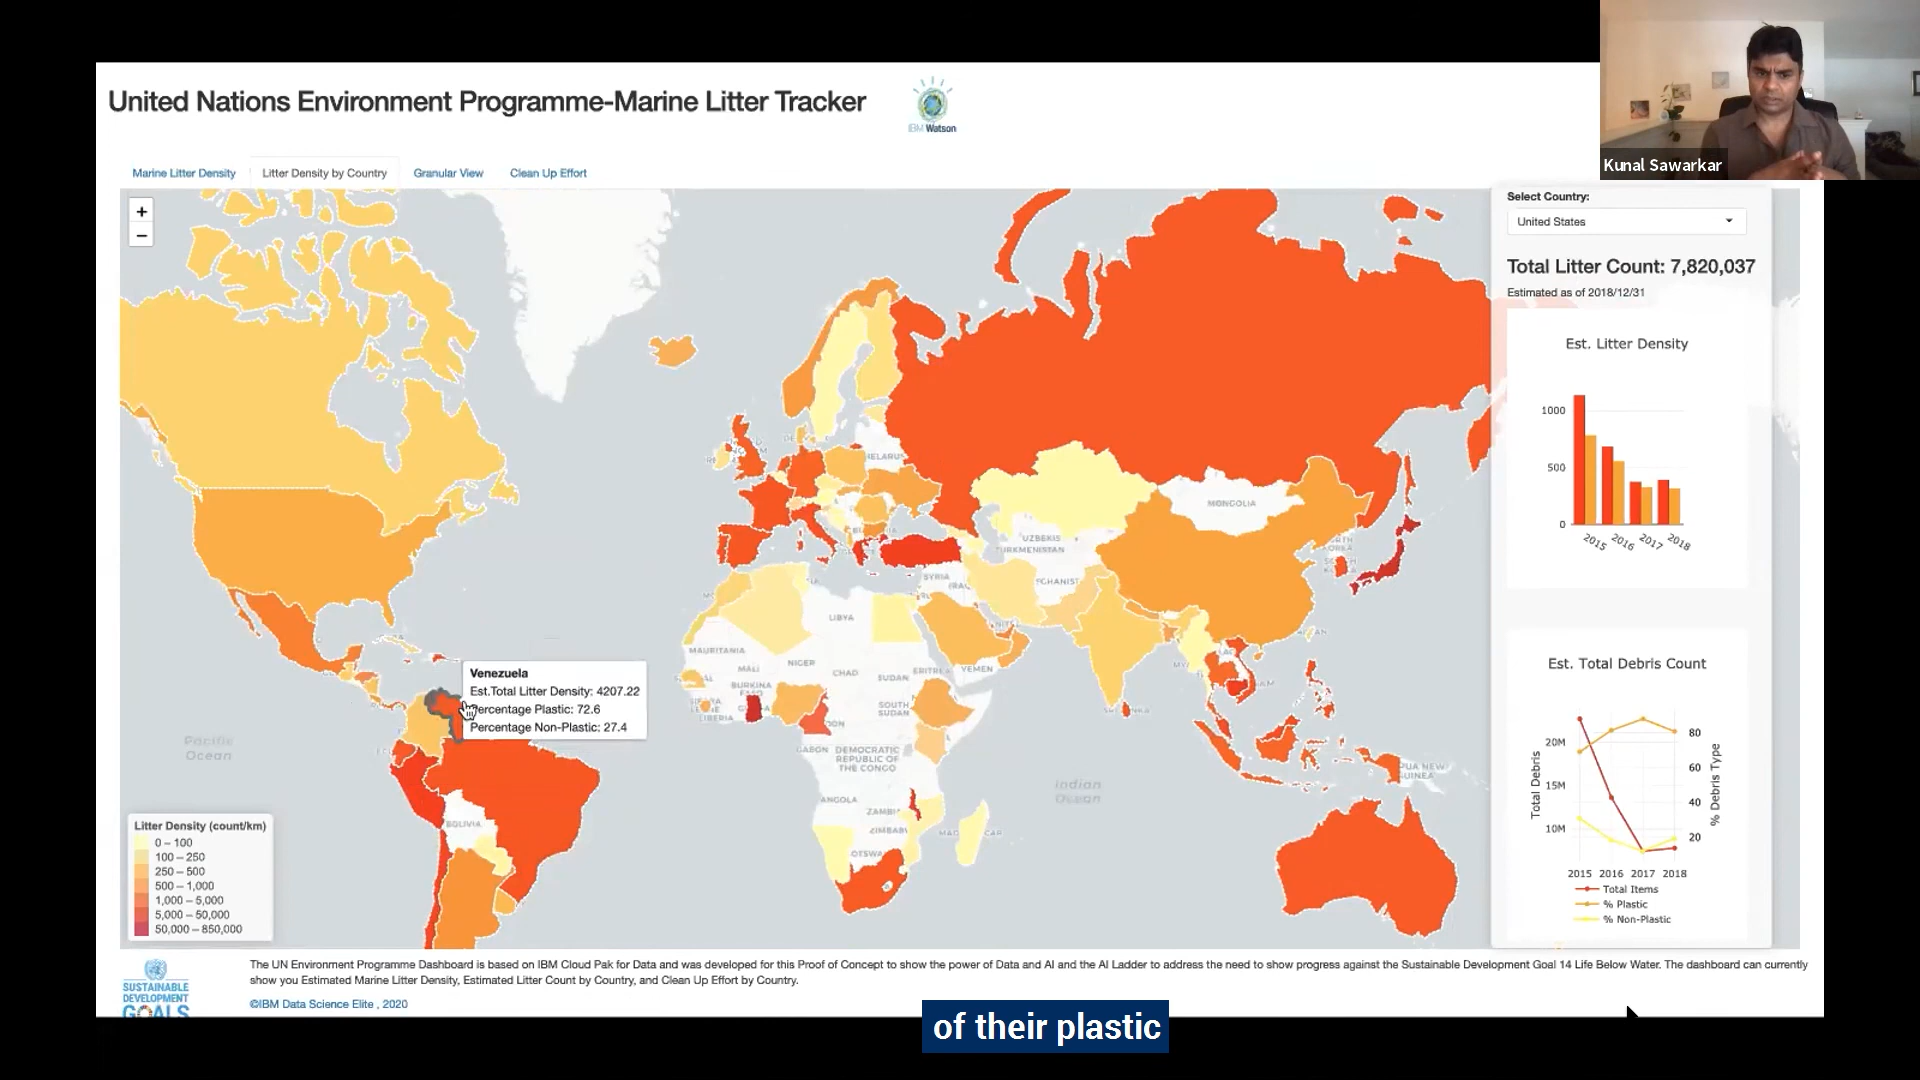 United Nations Environment Programme-Marine Litter Tracker
IBM Watson
Kunal Sawarkar
Marine Litter Density
Litter Density by Country
Granular View
Clean Up Effort
+
−
Select Country:
United States
Total Litter Count: 7,820,037
Estimated as of 2018/12/31
Est. Litter Density
1000
500
0
2015 2016 2017 2018
Est. Total Debris Count
20M
15M
10M
Total Debris
80
60
40
20
% Debris Type
2015 2016 2017 2018
Total Items
% Plastic
% Non-Plastic
Venezuela
Est.Total Litter Density: 4207.22
Percentage Plastic: 72.6
Percentage Non-Plastic: 27.4
MONGOLIA
TURKMENISTAN
SYRIA
LIBYA
MAURITANIA
MALI
NIGER
CHAD
SUDAN
ERITREA
YEMEN
BURKINA
LIBERIA
SOUTH
SUDAN
GABON
DEMOCRATIC
REPUBLIC OF
THE CONGO
ANGOLA
BOLIVIA
Pacific
Ocean
Indian
Ocean
Litter Density (count/km)
0 – 100
100 – 250
250 – 500
500 – 1,000
1,000 – 5,000
5,000 – 50,000
50,000 – 850,000
SUSTAINABLE
DEVELOPMENT
GOALS
The UN Environment Programme Dashboard is based on IBM Cloud Pak for Data and was developed for this Proof of Concept to show the power of Data and AI and the AI Ladder to address the need to show progress against the Sustainable Development Goal 14 Life Below Water. The dashboard can currently
show you Estimated Marine Litter Density, Estimated Litter Count by Country, and Clean Up Effort by Country.
©IBM Data Science Elite , 2020
of their plastic